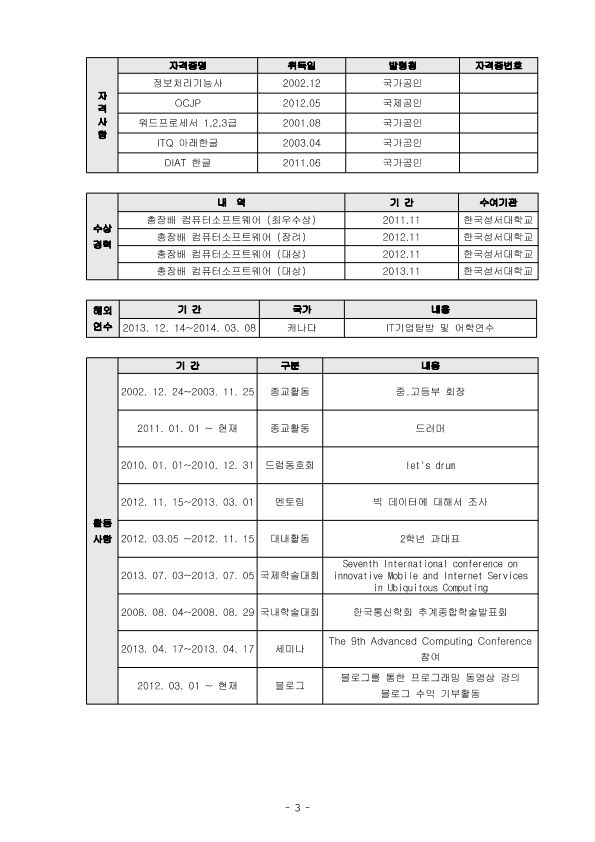 자격사항
자격증명 취득일 발행청 자격증번호
정보처리기능사 2002.12 국가공인
OCJP 2012.05 국제공인
워드프로세서 1,2,3급 2001.08 국가공인
ITQ 아래한글 2003.04 국가공인
DIAT 한글 2011.06 국가공인
수상경력
내 역 기 간 수여기관
총장배 컴퓨터소프트웨어 (최우수상) 2011.11 한국성서대학교
총장배 컴퓨터소프트웨어 (장려) 2012.11 한국성서대학교
총장배 컴퓨터소프트웨어 (대상) 2012.11 한국성서대학교
총장배 컴퓨터소프트웨어 (대상) 2013.11 한국성서대학교
해외연수
기 간 국가 내용
2013. 12. 14~2014. 03. 08 캐나다 IT기업탐방 및 어학연수
활동사항
기 간 구분 내용
2002. 12. 24~2003. 11. 25 종교활동 중.고등부 회장
2011. 01. 01 ~ 현재 종교활동 드러머
2010. 01. 01~2010. 12. 31 드럼동호회 let's drum
2012. 11. 15~2013. 03. 01 멘토링 빅 데이터에 대해서 조사
2012. 03.05 ~2012. 11. 15 대내활동 2학년 과대표
2013. 07. 03~2013. 07. 05 국제학술대회 Seventh International conference on
innovative Mobile and Internet Services
in Ubiquitous Computing
2008. 08. 04~2008. 08. 29 국내학술대회 한국통신학회 추계종합학술발표회
2013. 04. 17~2013. 04. 17 세미나 The 9th Advanced Computing Conference
참여
2012. 03. 01 ~ 현재 블로그 블로그를 통한 프로그래밍 동영상 강의
블로그 수익 기부활동
- 3 -